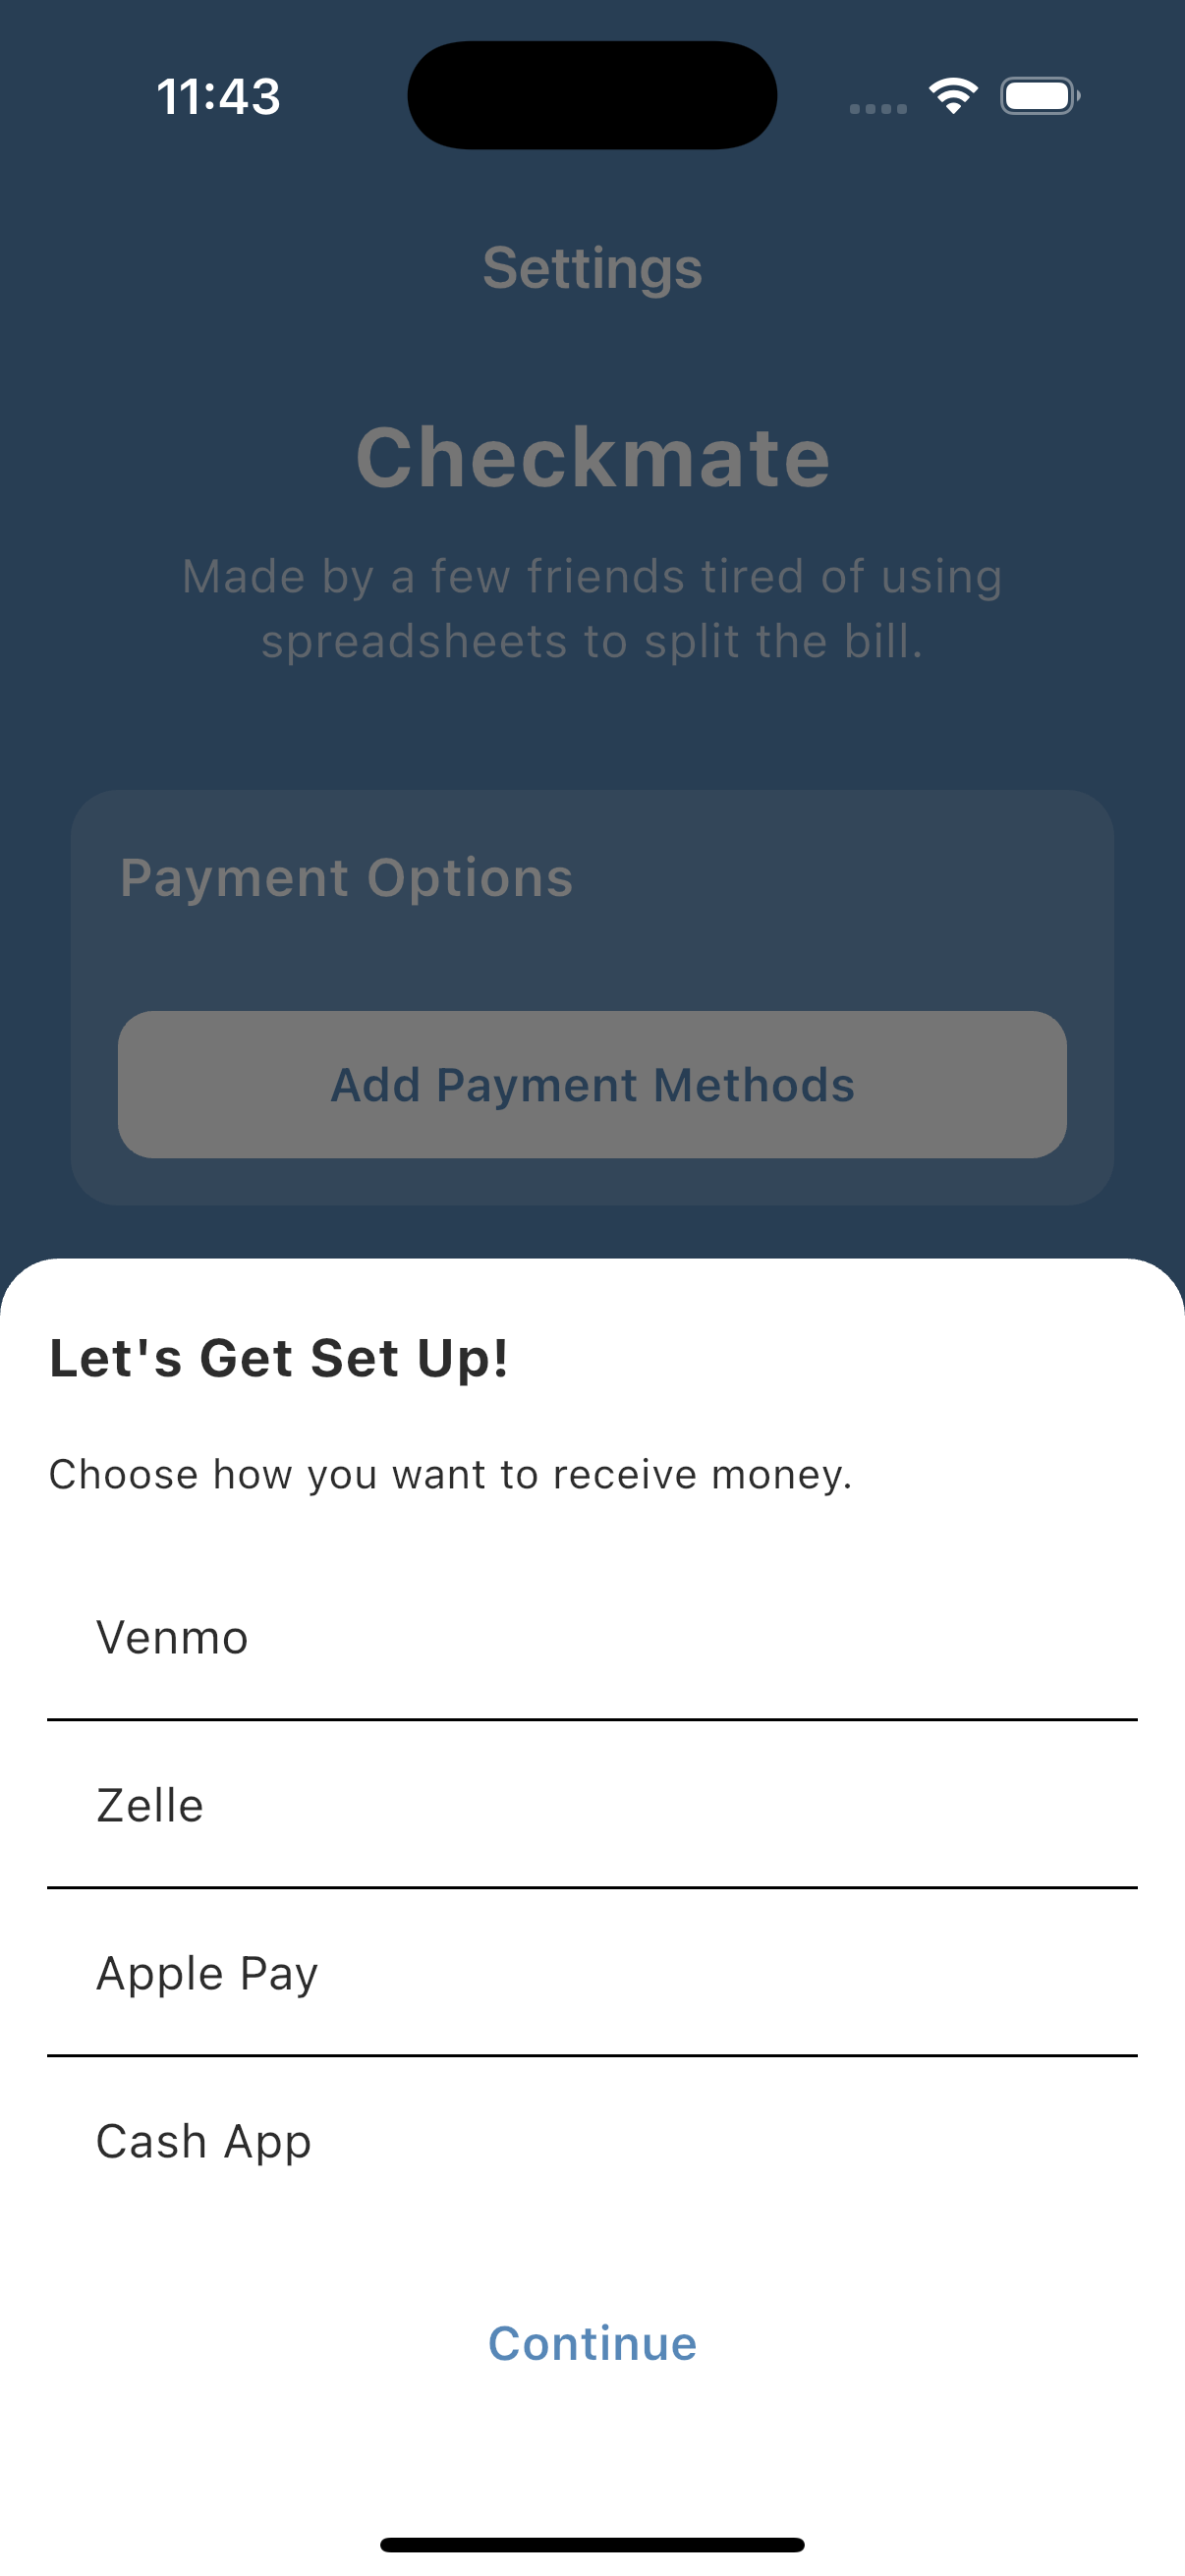 11:43
Settings
Checkmate
Made by a few friends tired of using
spreadsheets to split the bill.
Payment Options
Add Payment Methods
Let's Get Set Up!
Choose how you want to receive money.
Venmo
Zelle
Apple Pay
Cash App
Continue